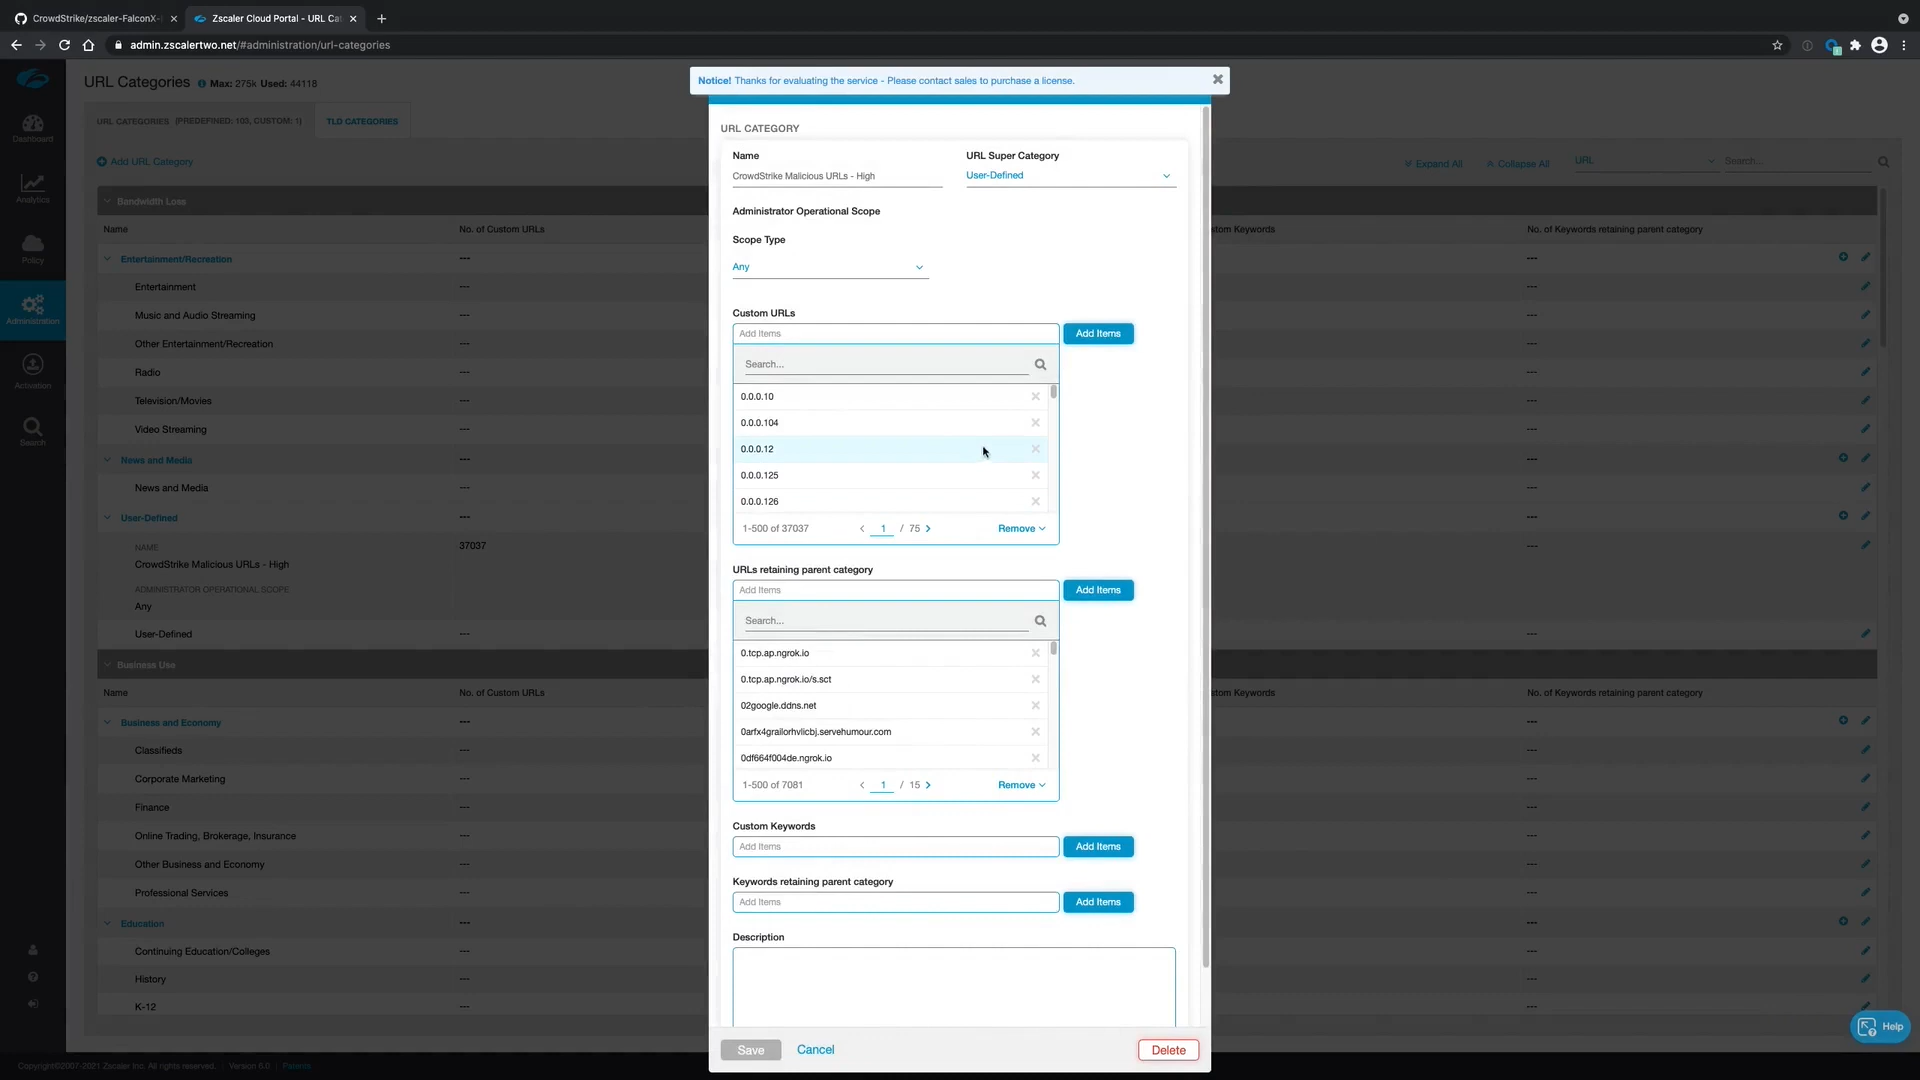 CrowdStrike/zscaler-FalconX-
Zscaler Cloud Portal - URL Cat
admin.zscalertwo.net/#administration/url-categories
Notice! Thanks for evaluating the service - Please contact sales to purchase a license.
URL Categories Max: 275k Used: 44118
URL CATEGORIES (PREDEFINED: 103, CUSTOM: 1) TLD CATEGORIES
Add URL Category
Expand All Collapse All URL Search...
Dashboard
Analytics
Policy
Administration
Activation
Search
Bandwidth Loss
Name No. of Custom URLs
stom Keywords No. of Keywords retaining parent category
Entertainment/Recreation --- --- ---
Entertainment --- --- ---
Music and Audio Streaming --- --- ---
Other Entertainment/Recreation --- --- ---
Radio --- --- ---
Television/Movies --- --- ---
Video Streaming --- --- ---
News and Media --- --- ---
News and Media --- --- ---
User-Defined --- --- ---
NAME 37037 --- ---
CrowdStrike Malicious URLs - High
ADMINISTRATOR OPERATIONAL SCOPE
Any
User-Defined --- --- ---
Business Use
Name No. of Custom URLs
stom Keywords No. of Keywords retaining parent category
Business and Economy --- --- ---
Classifieds --- --- ---
Corporate Marketing --- --- ---
Finance --- --- ---
Online Trading, Brokerage, Insurance --- --- ---
Other Business and Economy --- --- ---
Professional Services --- --- ---
Education --- --- ---
Continuing Education/Colleges --- --- ---
History --- --- ---
K-12 --- --- ---
URL CATEGORY
Name URL Super Category
CrowdStrike Malicious URLs - High User-Defined
Administrator Operational Scope
Scope Type
Any
Custom URLs
Add Items Add Items
Search...
0.0.0.10
0.0.0.104
0.0.0.12
0.0.0.125
0.0.0.126
1-500 of 37037 1 / 75 Remove
URLs retaining parent category
Add Items Add Items
Search...
0.tcp.ap.ngrok.io
0.tcp.ap.ngrok.io/s.sct
02google.ddns.net
0arfx4grailorhvlicbj.servehumour.com
0df664f004de.ngrok.io
1-500 of 7081 1 / 15 Remove
Custom Keywords
Add Items Add Items
Keywords retaining parent category
Add Items Add Items
Description
Save Cancel Delete
Help
Copyright©2007-2021 Zscaler Inc. All rights reserved. | Version 6.0 | Patents